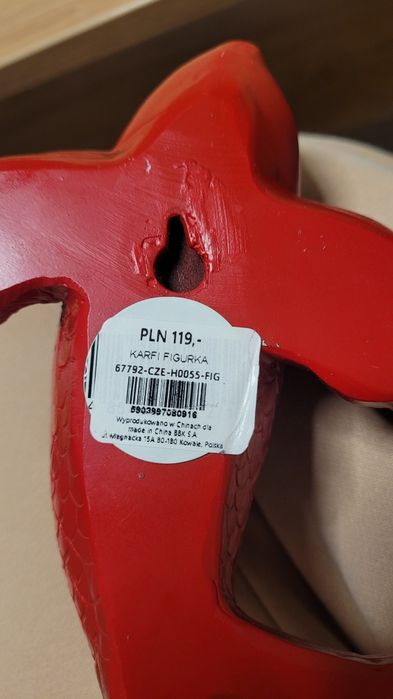 PLN 119,-
KARFI FIGURKA
67792-CZE-H0055-FIG
5903997080916
Wyprodukowano w Chinach dla
made in China BBK S.A.
ul. Magnacka 15A 80-180 Kowale, Polska